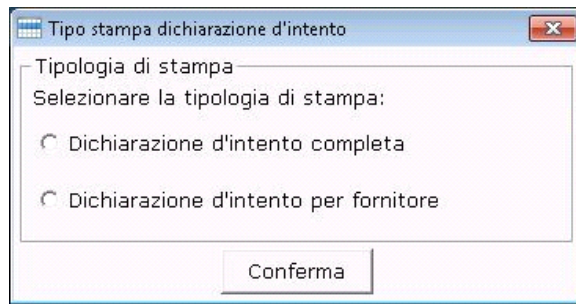 Tipo stampa dichiarazione d'intento
Tipologia di stampa
Selezionare la tipologia di stampa:
Dichiarazione d'intento completa
Dichiarazione d'intento per fornitore
Conferma